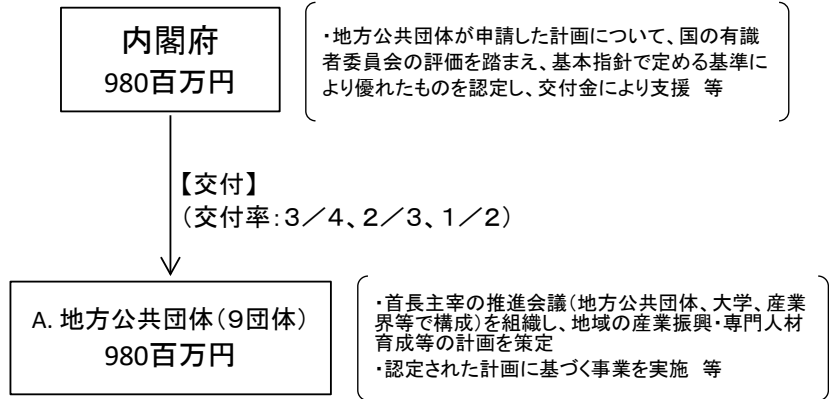 内閣府
980百万円
・地方公共団体が申請した計画について、国の有識
者委員会の評価を踏まえ、基本指針で定める基準に
より優れたものを認定し、交付金により支援　等
【交付】
（交付率：３／４、２／３、１／２）
A. 地方公共団体（９団体）
980百万円
・首長主宰の推進会議（地方公共団体、大学、産業
界等で構成）を組織し、地域の産業振興・専門人材
育成等の計画を策定
・認定された計画に基づく事業を実施　等